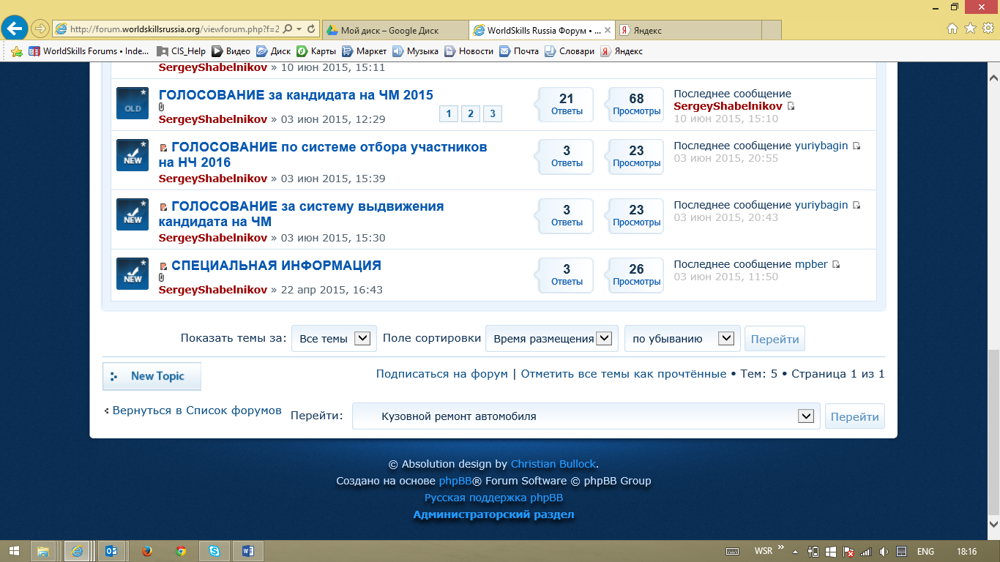 http://forum.worldskillsrussia.org/viewforum.php?f=2
Мой диск – Google Диск
WorldSkills Russia Форум • ...
Яндекс
WorldSkills Forums • Inde...
CIS_Help
Видео
Диск
Карты
Маркет
Музыка
Новости
Почта
Словари
Яндекс
SergeyShabelnikov » 10 июн 2015, 15:11
OLD
ГОЛОСОВАНИЕ за кандидата на ЧМ 2015
SergeyShabelnikov » 03 июн 2015, 12:29
1 2 3
21
Ответы
68
Просмотры
Последнее сообщение
SergeyShabelnikov
10 июн 2015, 15:10
NEW
ГОЛОСОВАНИЕ по системе отбора участников
на НЧ 2016
SergeyShabelnikov » 03 июн 2015, 15:39
3
Ответы
23
Просмотры
Последнее сообщение yuriybagin
03 июн 2015, 20:55
NEW
ГОЛОСОВАНИЕ за систему выдвижения
кандидата на ЧМ
SergeyShabelnikov » 03 июн 2015, 15:30
3
Ответы
23
Просмотры
Последнее сообщение yuriybagin
03 июн 2015, 20:43
NEW
СПЕЦИАЛЬНАЯ ИНФОРМАЦИЯ
SergeyShabelnikov » 22 апр 2015, 16:43
3
Ответы
26
Просмотры
Последнее сообщение mpber
03 июн 2015, 11:50
Показать темы за: Все темы Поле сортировки Время размещения по убыванию Перейти
New Topic
Подписаться на форум | Отметить все темы как прочтённые • Тем: 5 • Страница 1 из 1
Вернуться в Список форумов
Перейти: Кузовной ремонт автомобиля Перейти
© Absolution design by Christian Bullock.
Создано на основе phpBB® Forum Software © phpBB Group
Русская поддержка phpBB
Администраторский раздел
WSR
ENG
18:16